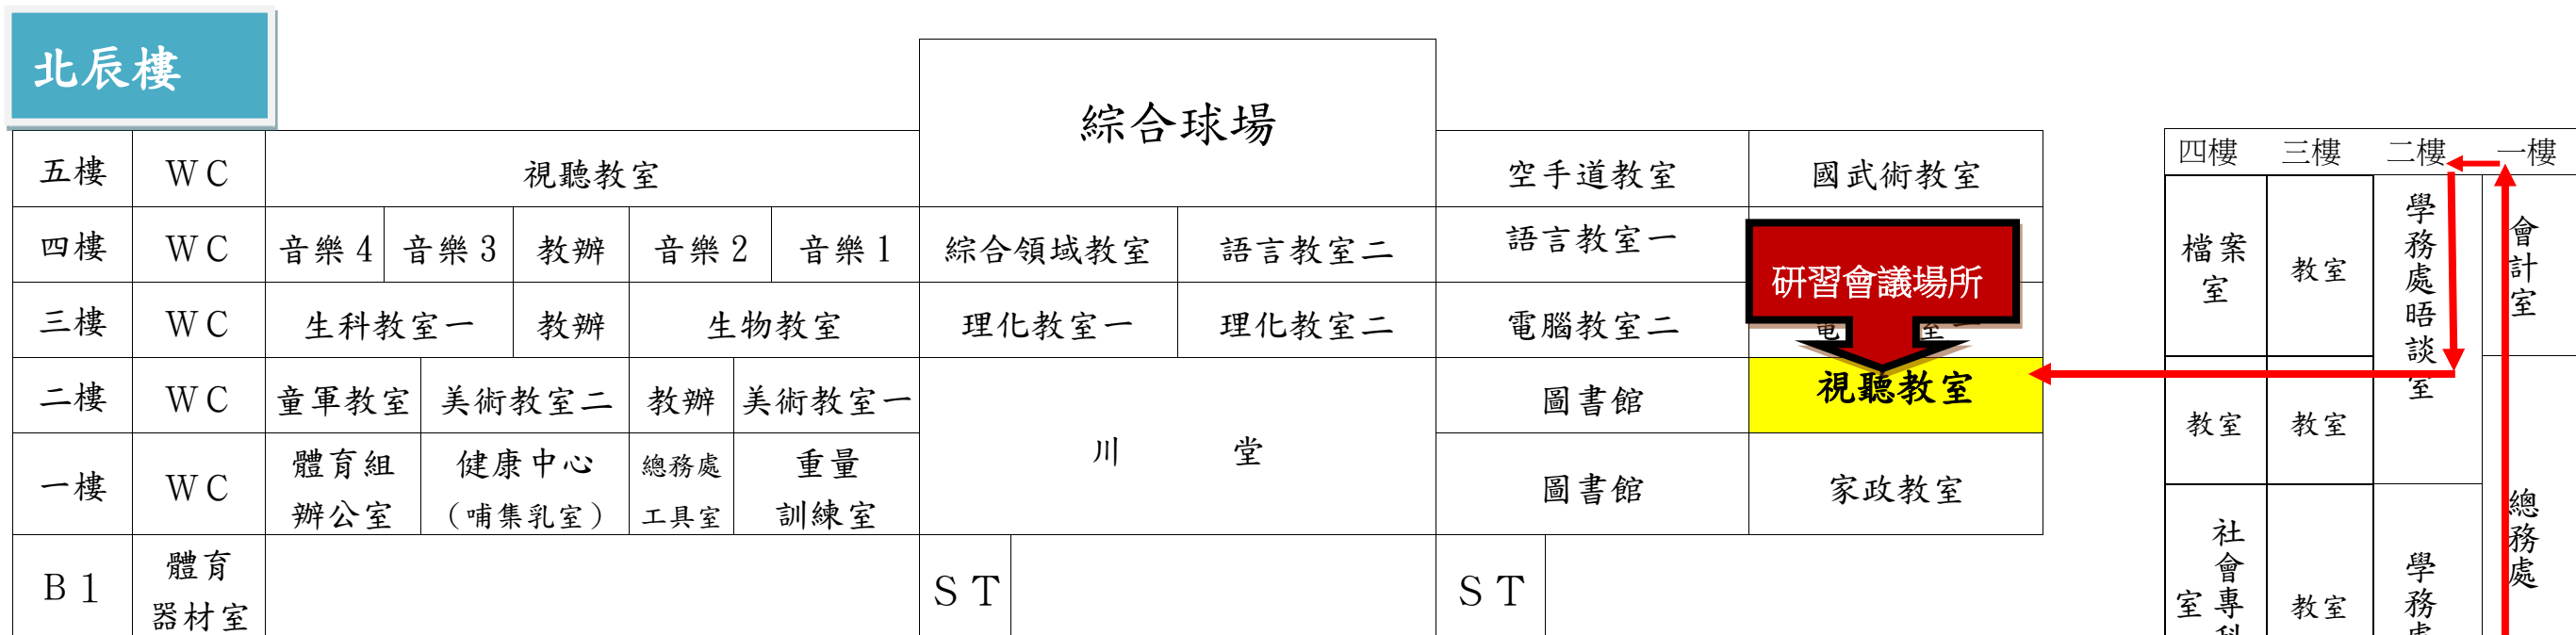 北辰樓
綜合球場
五樓 WC 視聽教室 空手道教室 國武術教室
四樓 WC 音樂4 音樂3 教辦 音樂2 音樂1 綜合領域教室 語言教室二 語言教室一
研習會議場所
三樓 WC 生科教室一 教辦 生物教室 理化教室一 理化教室二 電腦教室二
二樓 WC 童軍教室 美術教室二 教辦 美術教室一 圖書館 視聽教室
川 堂
一樓 WC 體育組 健康中心 總務處 重量 圖書館 家政教室
辦公室 (哺集乳室) 工具室 訓練室
B1 體育 ST ST
器材室
四樓 三樓 二樓 一樓
檔案室 教室 學務處晤談室 會計室
教室 教室 總務處
社會專科 室 教室 學務處